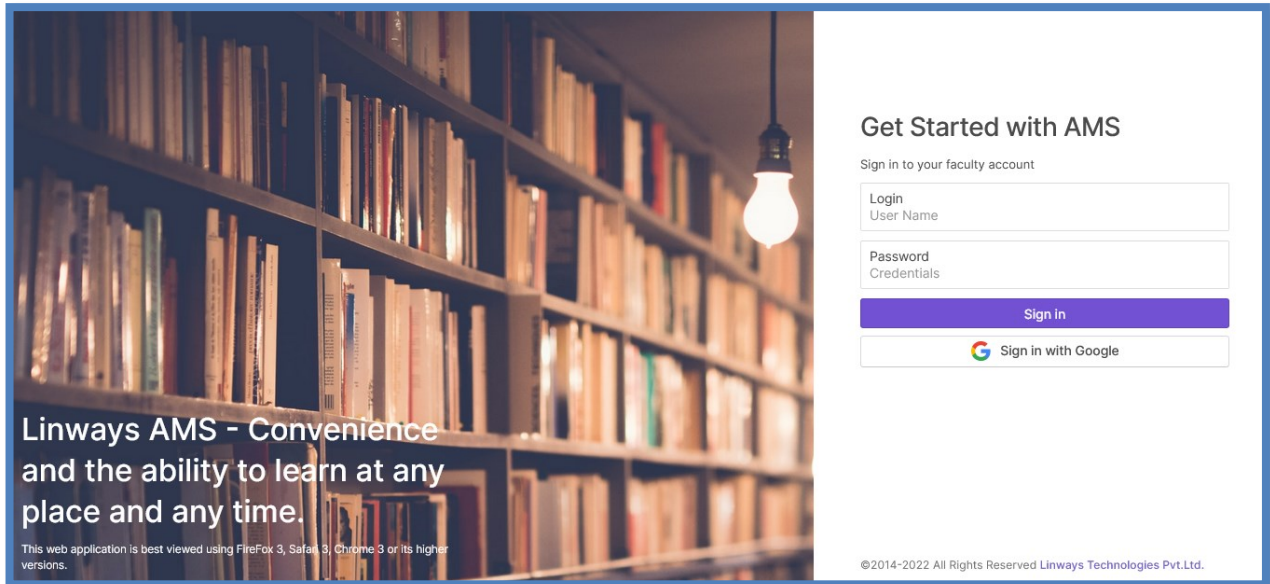 Get Started with AMS
Sign in to your faculty account
Login
User Name
Password
Credentials
Sign in
Sign in with Google
Linways AMS - Convenience
and the ability to learn at any
place and any time.
This web application is best viewed using FireFox 3, Safari 3, Chrome 3 or its higher
versions.
©2014-2022 All Rights Reserved Linways Technologies Pvt.Ltd.